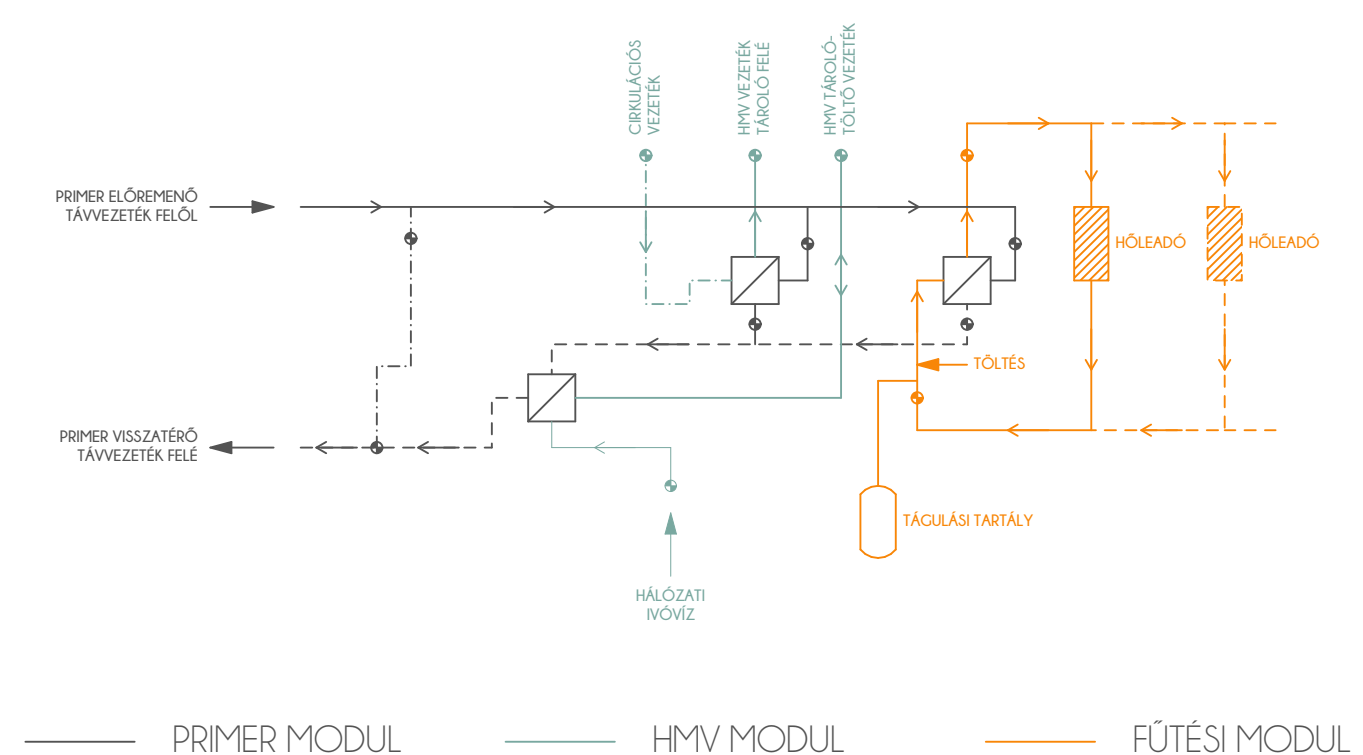 CIRKULÁCIÓS
VEZETÉK
HMV VEZETÉK
TÁROLÓ FELÉ
HMV TÁROLÓ-
TÖLTŐ VEZETÉK
PRIMER ELŐREMENŐ
TÁVVEZETÉK FELŐL
HŐLEADÓ
HŐLEADÓ
TÖLTÉS
PRIMER VISSZATÉRŐ
TÁVVEZETÉK FELÉ
TÁGULÁSI TARTÁLY
HÁLÓZATI
IVÓVÍZ
PRIMER MODUL
HMV MODUL
FŰTÉSI MODUL